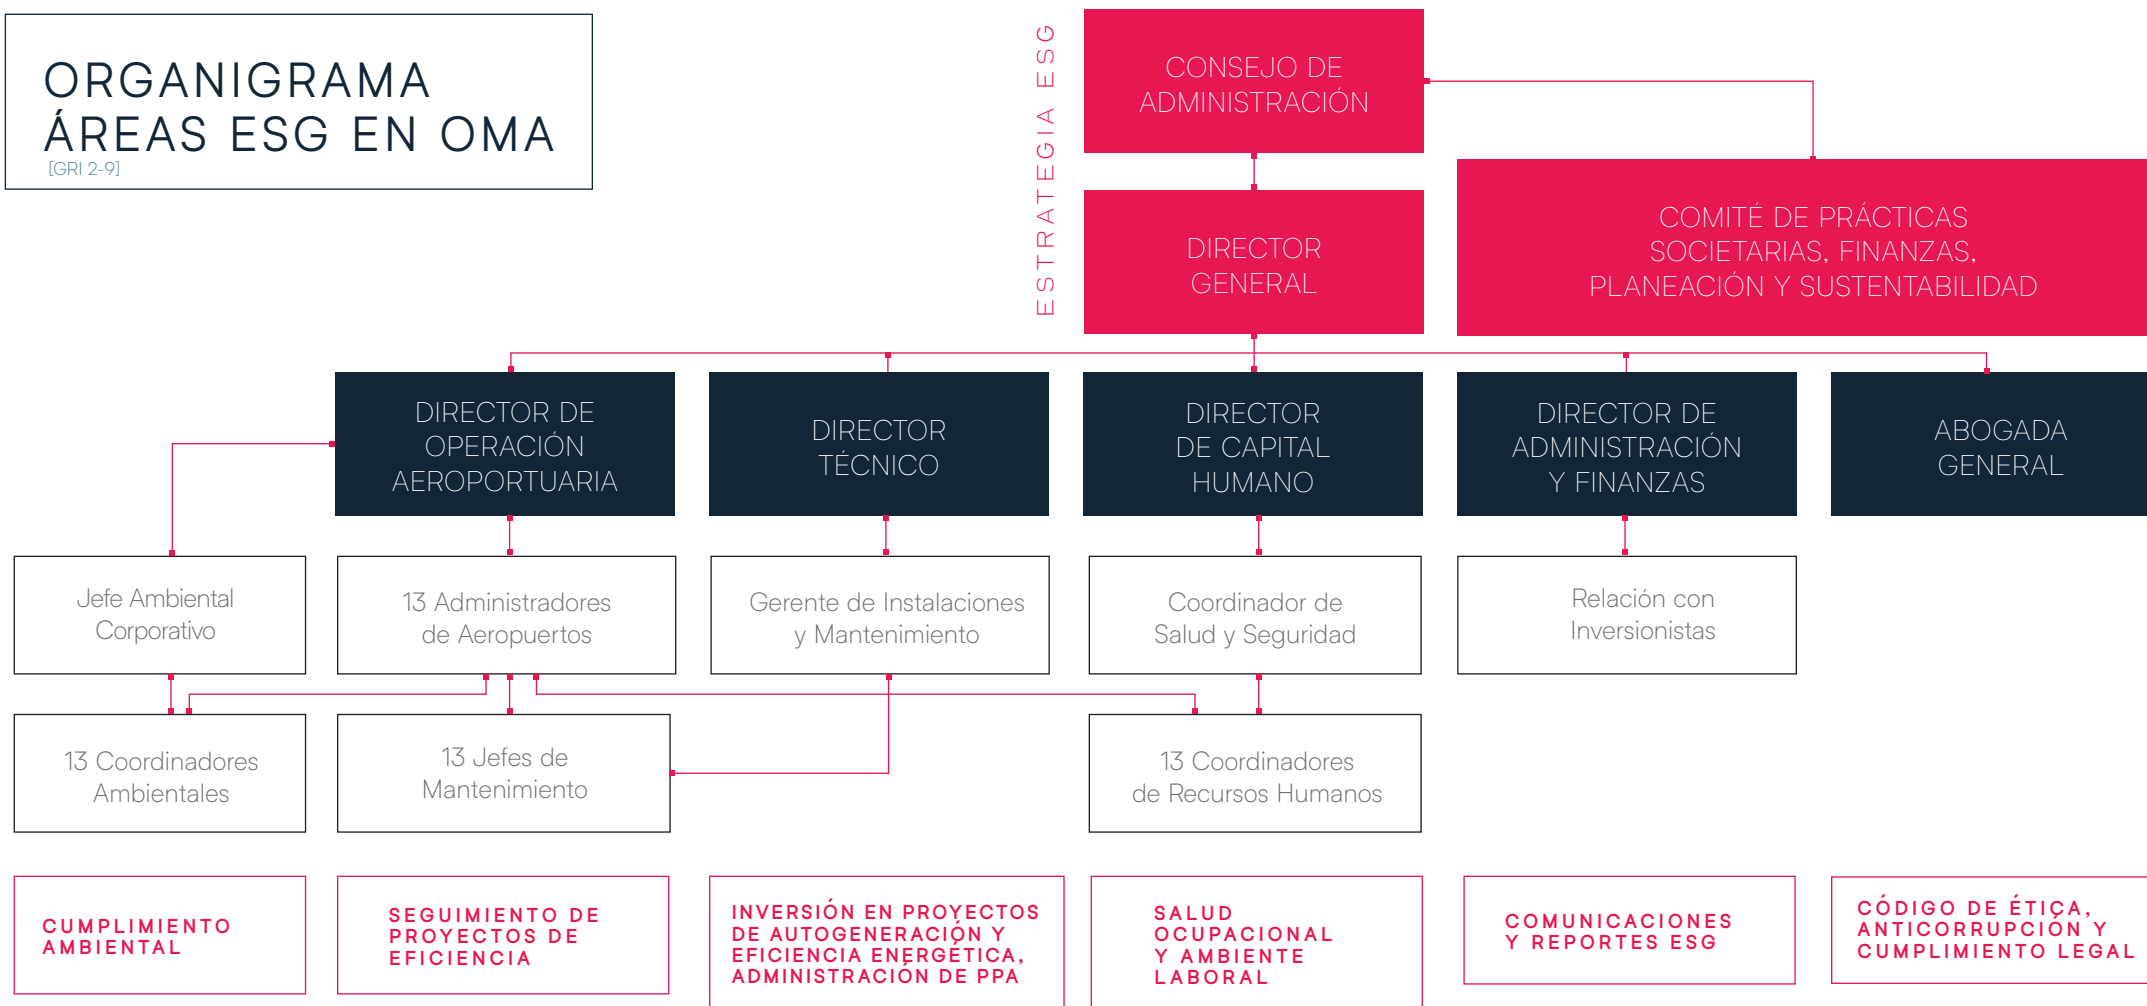 ORGANIGRAMA
ÁREAS ESG EN OMA
[GRI 2-9]
ESTRATEGIA ESG
CONSEJO DE
ADMINISTRACIÓN
DIRECTOR
GENERAL
COMITÉ DE PRÁCTICAS
SOCIETARIAS, FINANZAS,
PLANEACIÓN Y SUSTENTABILIDAD
DIRECTOR DE
OPERACIÓN
AEROPORTUARIA
DIRECTOR
TÉCNICO
DIRECTOR
DE CAPITAL
HUMANO
DIRECTOR DE
ADMINISTRACIÓN
Y FINANZAS
ABOGADA
GENERAL
Jefe Ambiental
Corporativo
13 Administradores
de Aeropuertos
Gerente de Instalaciones
y Mantenimiento
Coordinador de
Salud y Seguridad
Relación con
Inversionistas
13 Coordinadores
Ambientales
13 Jefes de
Mantenimiento
13 Coordinadores
de Recursos Humanos
CUMPLIMIENTO
AMBIENTAL
SEGUIMIENTO DE
PROYECTOS DE
EFICIENCIA
INVERSIÓN EN PROYECTOS
DE AUTOGENERACIÓN Y
EFICIENCIA ENERGÉTICA,
ADMINISTRACIÓN DE PPA
SALUD
OCUPACIONAL
Y AMBIENTE
LABORAL
COMUNICACIONES
Y REPORTES ESG
CÓDIGO DE ÉTICA,
ANTICORRUPCIÓN Y
CUMPLIMIENTO LEGAL